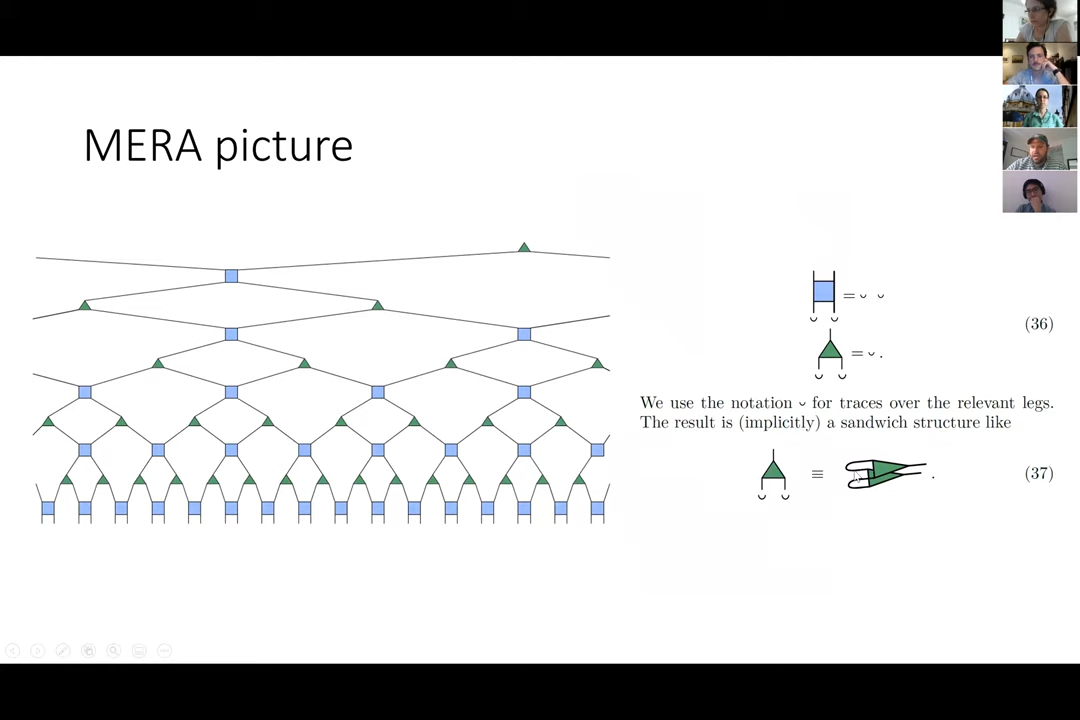 MERA picture
= ⌣ ⌣
(36)
= ⌣ .
We use the notation ⌣ for traces over the relevant legs.
The result is (implicitly) a sandwich structure like
≡ . (37)